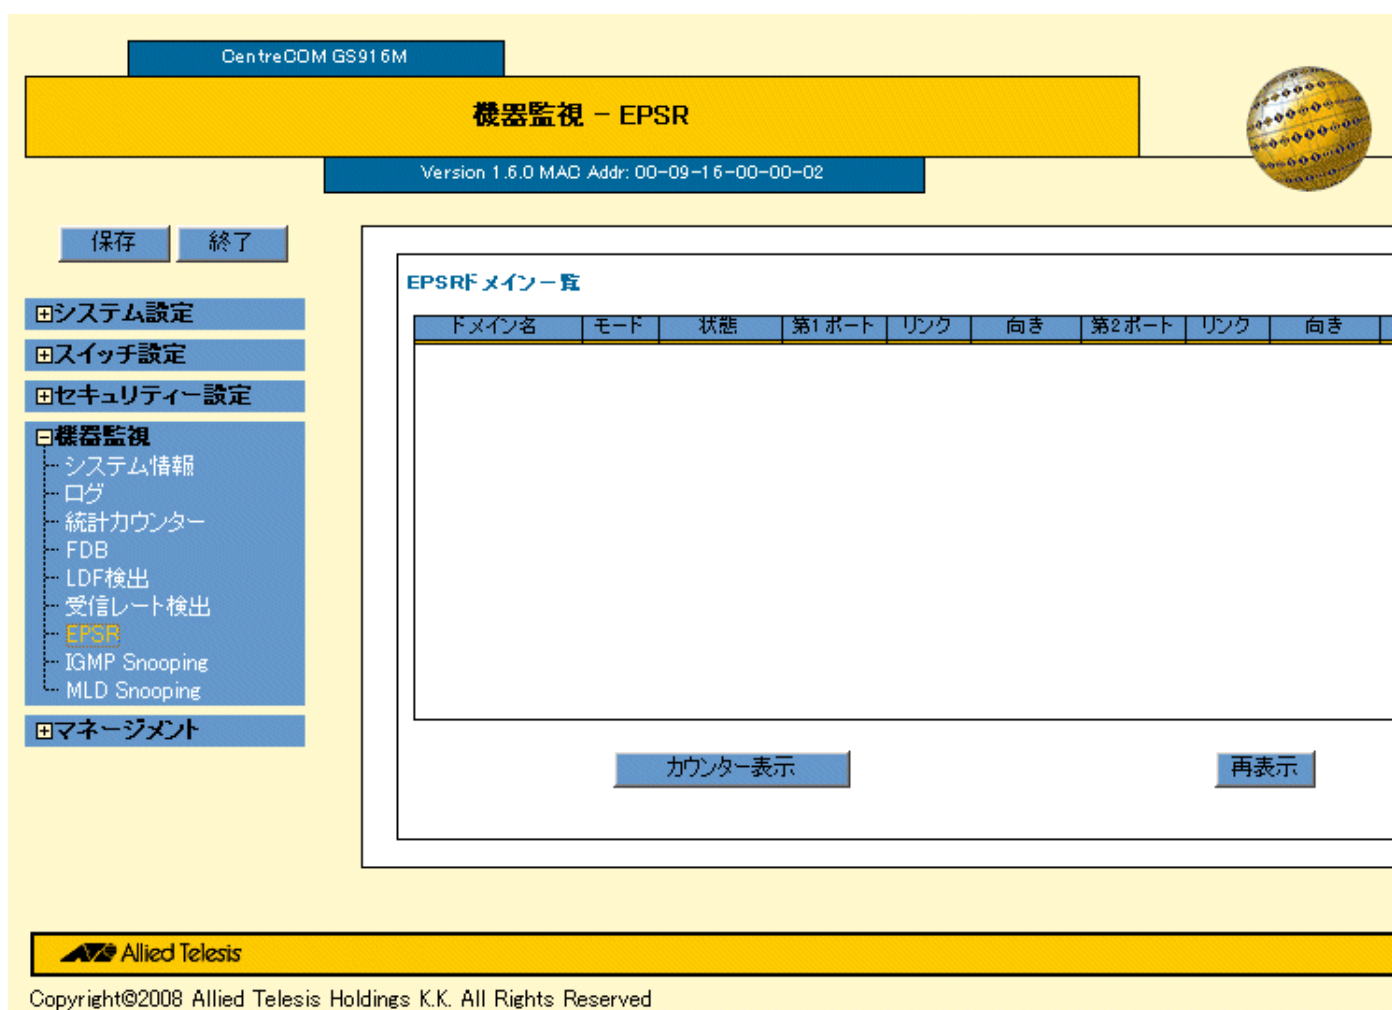 CentreCOM GS916M
機器監視 - EPSR
Version 1.6.0 MAC Addr: 00-09-16-00-00-02
保存 終了
EPSRドメイン一覧
ドメイン名 モード 状態 第1ポート リンク 向き 第2ポート リンク 向き
システム設定
スイッチ設定
セキュリティー設定
機器監視
システム情報
ログ
統計カウンター
FDB
LDF検出
受信レート検出
EPSR
IGMP Snooping
MLD Snooping
マネージメント
カウンター表示 再表示
Allied Telesis
Copyright©2008 Allied Telesis Holdings K.K. All Rights Reserved